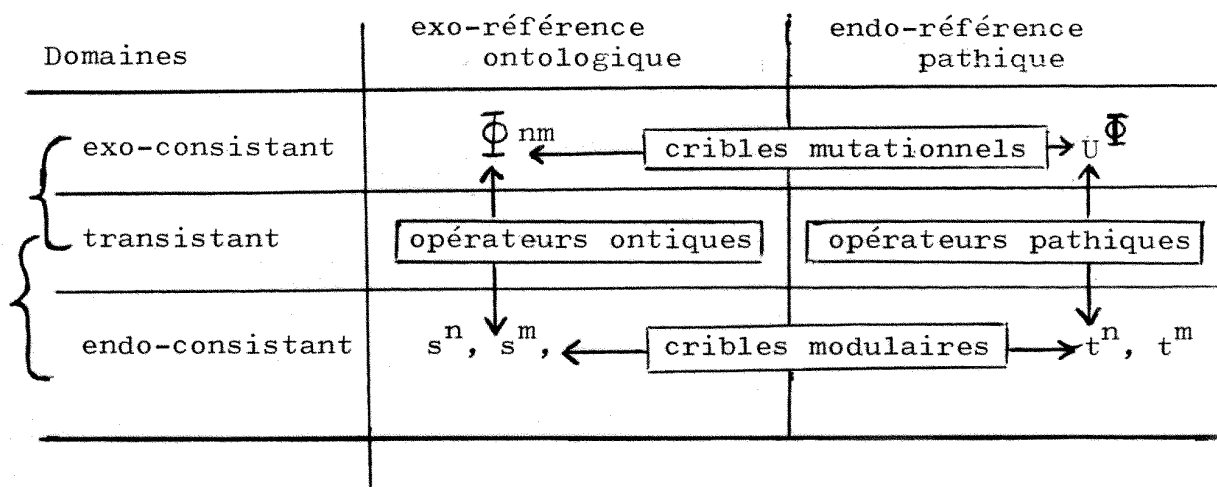 exo-référence
ontologique
endo-référence
pathique
Domaines
exo-consistant
Φ nm
cribles mutationnels
U Φ
transistant
opérateurs ontiques
opérateurs pathiques
endo-consistant
s n, s m,
cribles modulaires
t n, t m